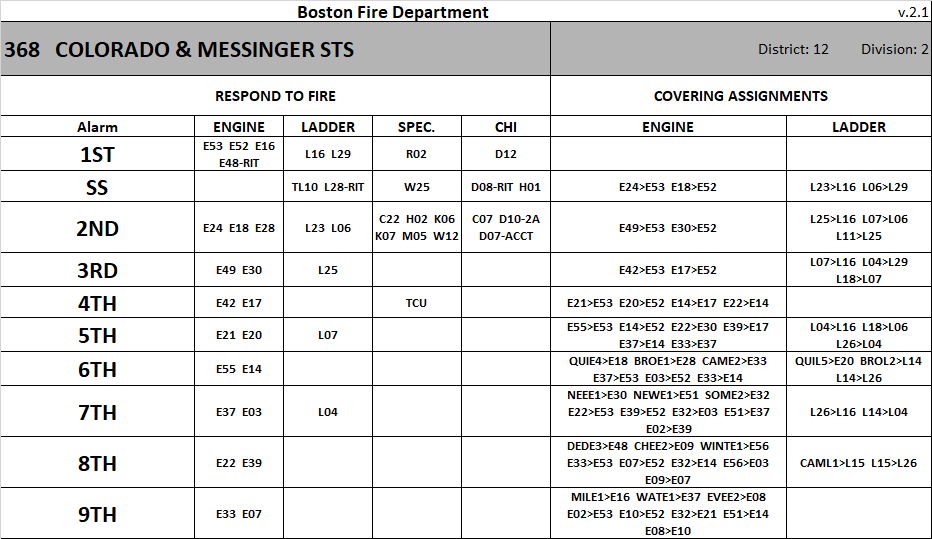 Boston Fire Department v.2.1
368 COLORADO & MESSINGER STS District: 12 Division: 2
RESPOND TO FIRE COVERING ASSIGNMENTS
Alarm ENGINE LADDER SPEC. CHI ENGINE LADDER
1ST E53 E52 E16 E48-RIT L16 L29 R02 D12
SS TL10 L28-RIT W25 D08-RIT H01 E24>E53 E18>E52 L23>L16 L06>L29
2ND E24 E18 E28 L23 L06 C22 H02 K06 K07 M05 W12 C07 D10-2A D07-ACCT E49>E53 E30>E52 L25>L16 L07>L06 L11>L25
3RD E49 E30 L25 E42>E53 E17>E52 L07>L16 L04>L29 L18>L07
4TH E42 E17 TCU E21>E53 E20>E52 E14>E17 E22>E14
5TH E21 E20 L07 E55>E53 E14>E52 E22>E30 E39>E17 E37>E14 E33>E37 L04>L16 L18>L06 L26>L04
6TH E55 E14 QUIE4>E18 BROE1>E28 CAME2>E33 E37>E53 E03>E52 E33>E14 QUIL5>E20 BROL2>L14 L14>L26
7TH E37 E03 L04 NEEE1>E30 NEWE1>E51 SOME2>E32 E22>E53 E39>E52 E32>E03 E51>E37 E02>E39 L26>L16 L14>L04
8TH E22 E39 DEDE3>E48 CHEE2>E09 WINTE1>E56 E33>E53 E07>E52 E32>E14 E56>E03 E09>E07 CAML1>L15 L15>L26
9TH E33 E07 MILE1>E16 WATE1>E37 EVEE2>E08 E02>E53 E10>E52 E32>E21 E51>E14 E08>E10